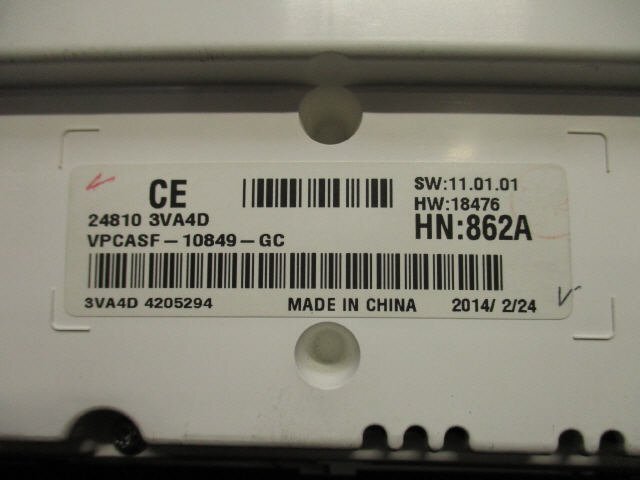 CE
SW:11.01.01
HW:18476
24810 3VA4D
HN:862A
VPCASF-10849-GC
3VA4D 4205294 MADE IN CHINA 2014/ 2/24